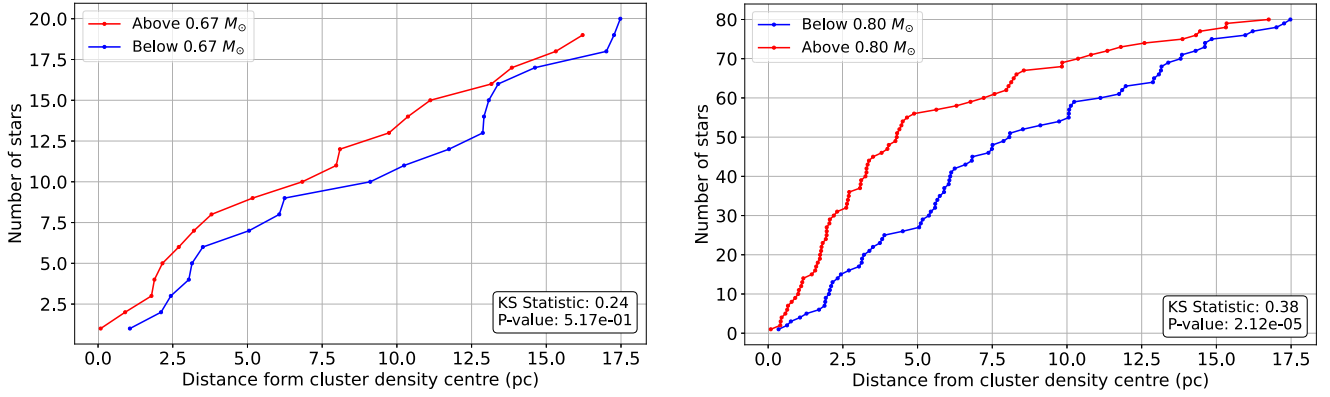 Above 0.67 M⊙
Below 0.67 M⊙
20.0
17.5
15.0
12.5
10.0
7.5
5.0
2.5
Number of stars
KS Statistic: 0.24
P-value: 5.17e-01
0.0 2.5 5.0 7.5 10.0 12.5 15.0 17.5
Distance form cluster density centre (pc)
Below 0.80 M⊙
Above 0.80 M⊙
80
70
60
50
40
30
20
10
0
Number of stars
KS Statistic: 0.38
P-value: 2.12e-05
0.0 2.5 5.0 7.5 10.0 12.5 15.0 17.5
Distance from cluster density centre (pc)